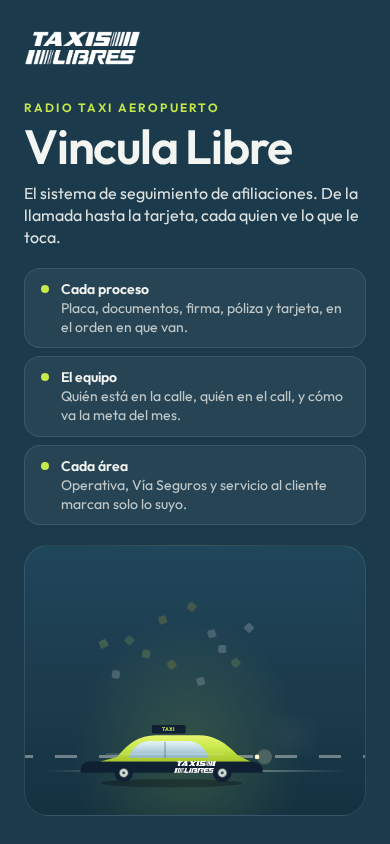 TAXIS
LIBRES
RADIO TAXI AEROPUERTO
Vincula Libre
El sistema de seguimiento de afiliaciones. De la
llamada hasta la tarjeta, cada quien ve lo que le
toca.
Cada proceso
Placa, documentos, firma, póliza y tarjeta, en
el orden en que van.
El equipo
Quién está en la calle, quién en el call, y cómo
va la meta del mes.
Cada área
Operativa, Vía Seguros y servicio al cliente
marcan solo lo suyo.
TAXI
TAXIS
LIBRES